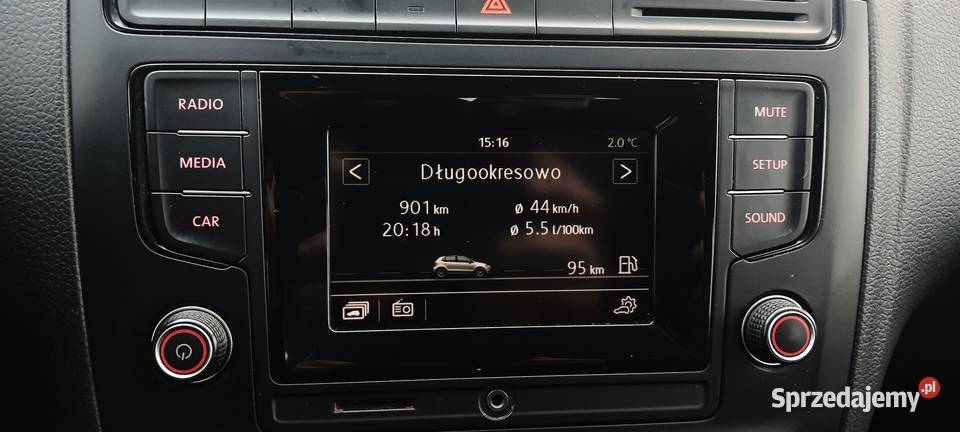 RADIO
MEDIA
CAR
15:16
2.0 °C
< Długookresowo >
901 km ø 44 km/h
20:18 h ø 5.5 l/100km
95 km
MUTE
SETUP
SOUND
Sprzedajemy.pl